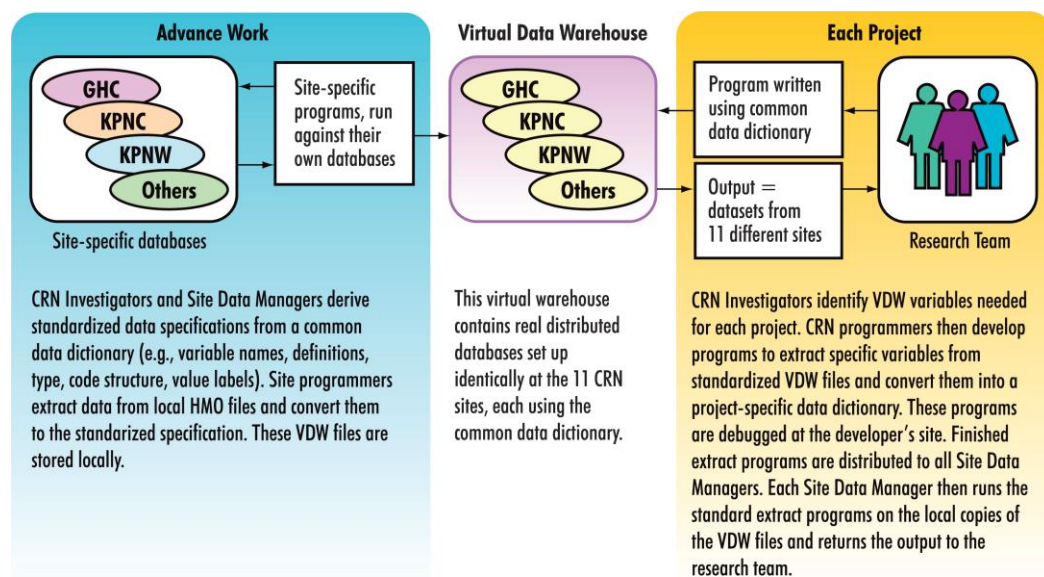 Advance Work
GHC
KPNC
KPNW
Others
Site-specific databases
Site-specific
programs, run
against their
own databases
CRN Investigators and Site Data Managers derive
standardized data specifications from a common
data dictionary (e.g., variable names, definitions,
type, code structure, value labels). Site programmers
extract data from local HMO files and convert them
to the standarized specification. These VDW files are
stored locally.
Virtual Data Warehouse
GHC
KPNC
KPNW
Others
This virtual warehouse
contains real distributed
databases set up
identically at the 11 CRN
sites, each using the
common data dictionary.
Each Project
Program written
using common
data dictionary
Output =
datasets from
11 different sites
Research Team
CRN Investigators identify VDW variables needed
for each project. CRN programmers then develop
programs to extract specific variables from
standardized VDW files and convert them into a
project-specific data dictionary. These programs
are debugged at the developer's site. Finished
extract programs are distributed to all Site Data
Managers. Each Site Data Manager then runs the
standard extract programs on the local copies of
the VDW files and returns the output to the
research team.